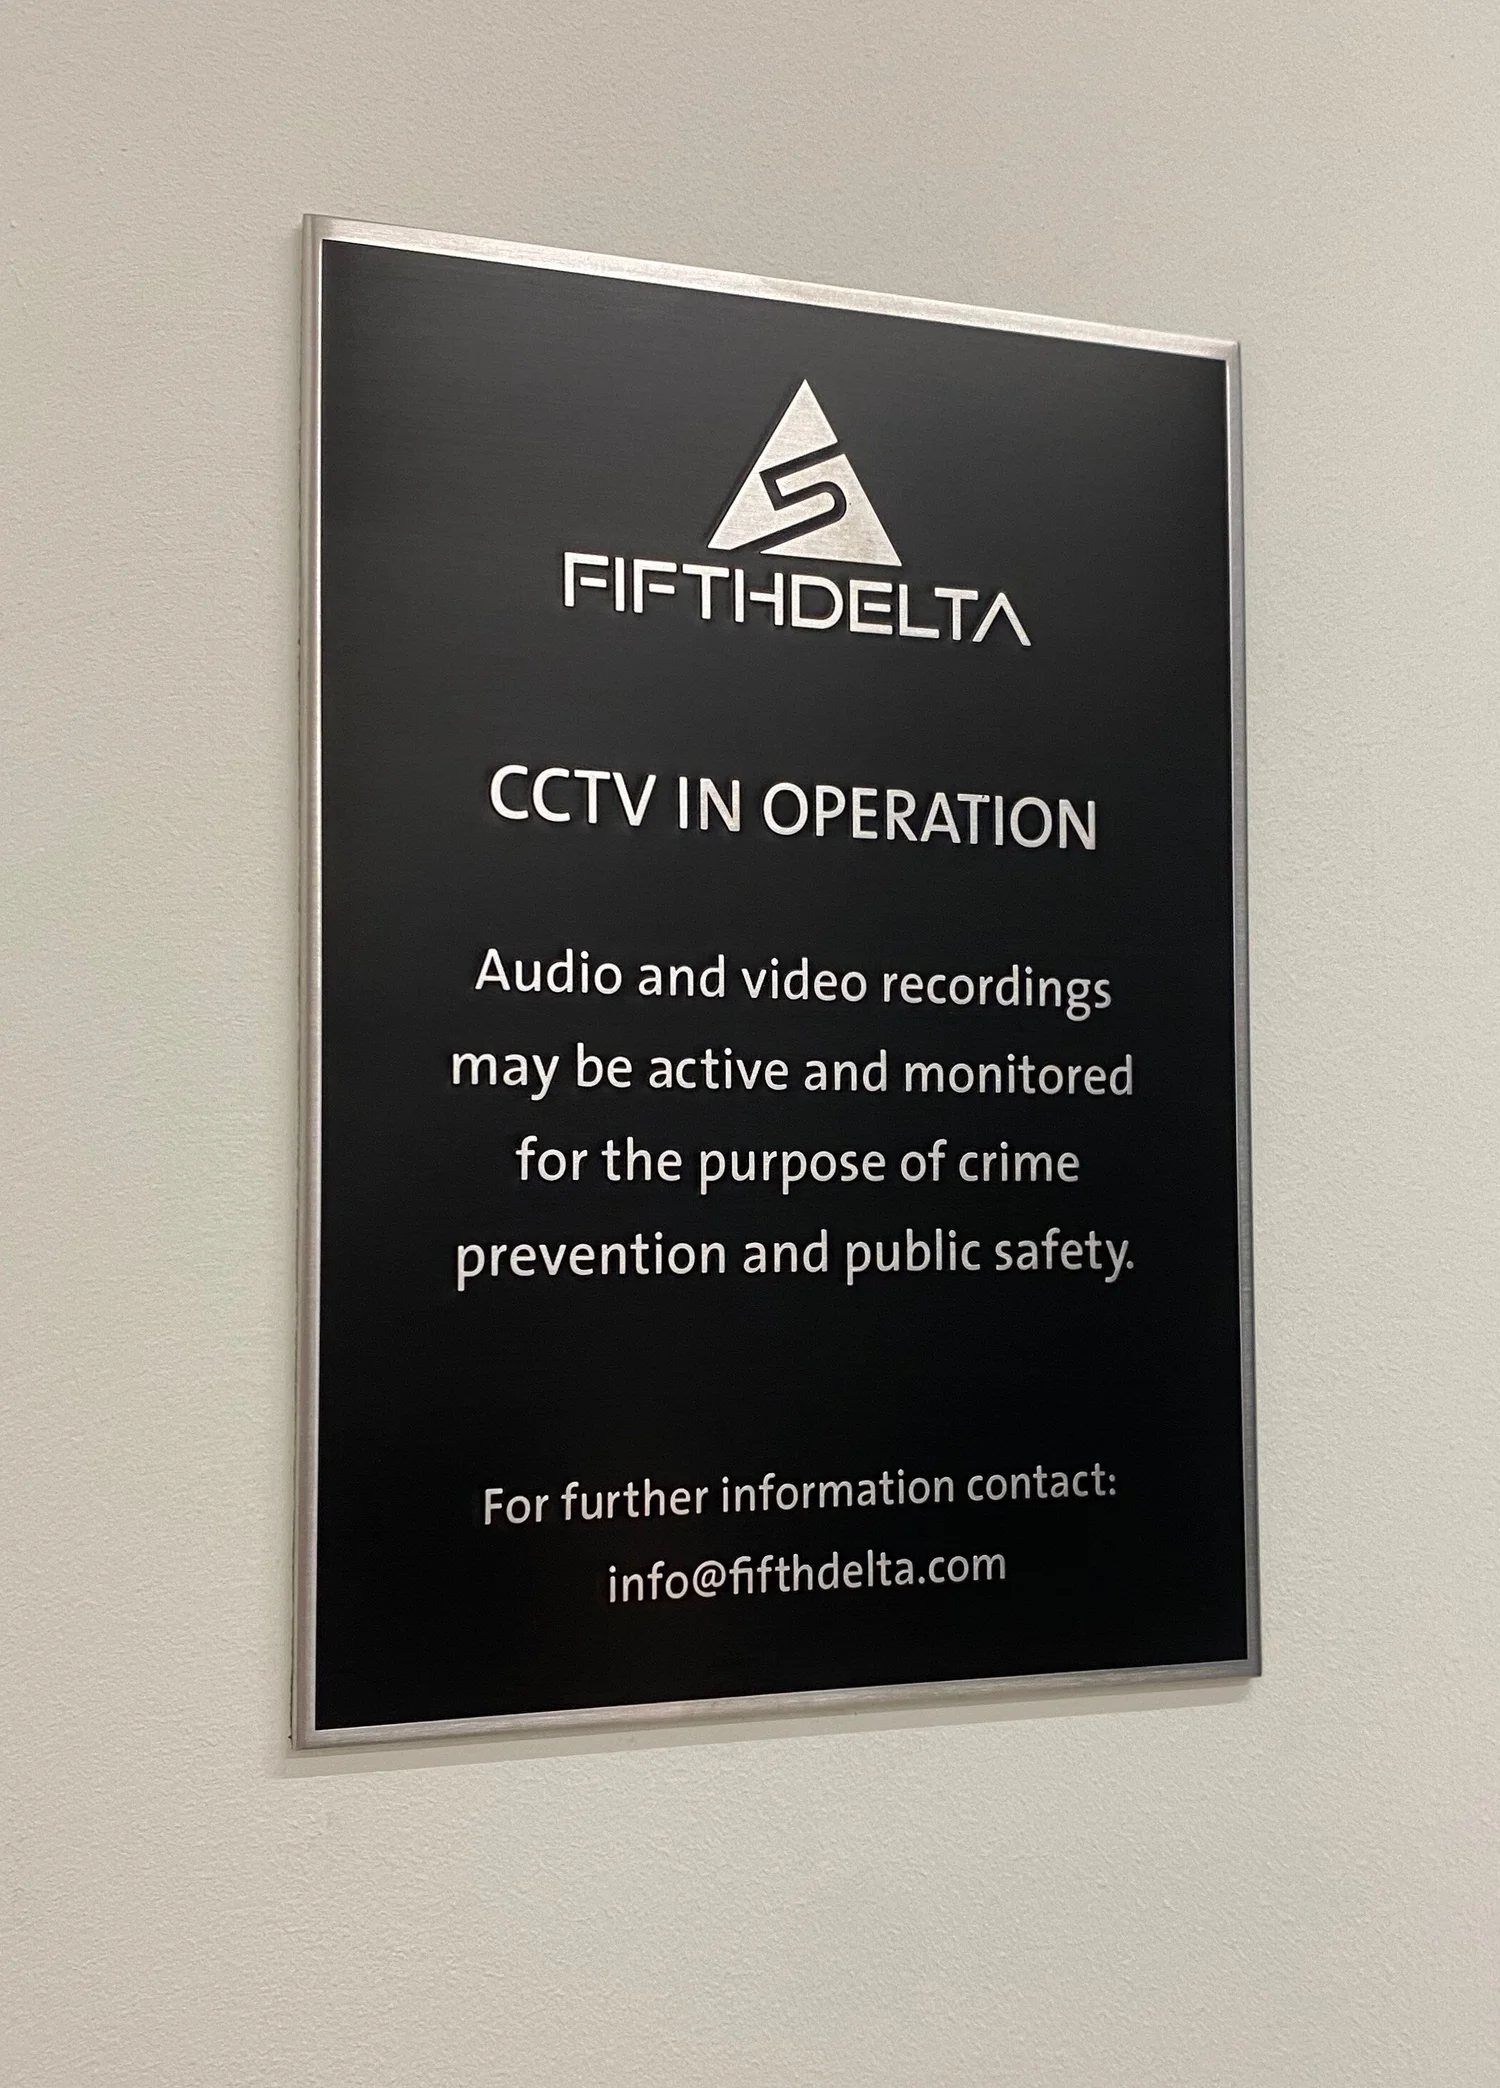 5
FIFTHDELTA
CCTV IN OPERATION
Audio and video recordings
may be active and monitored
for the purpose of crime
prevention and public safety.
For further information contact:
info@fifthdelta.com